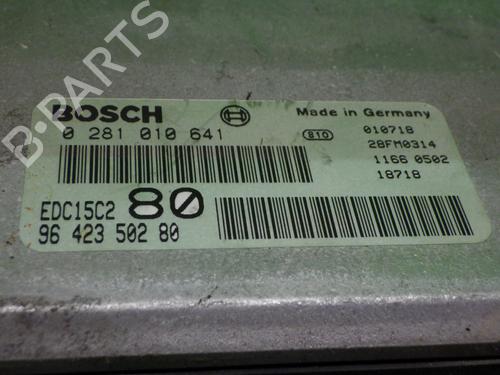 B-PARTS
BOSCH
Made in Germany
0 281 010 641
810
010718
28FM0314
1166 0502
18718
EDC15C2 80
96 423 502 80